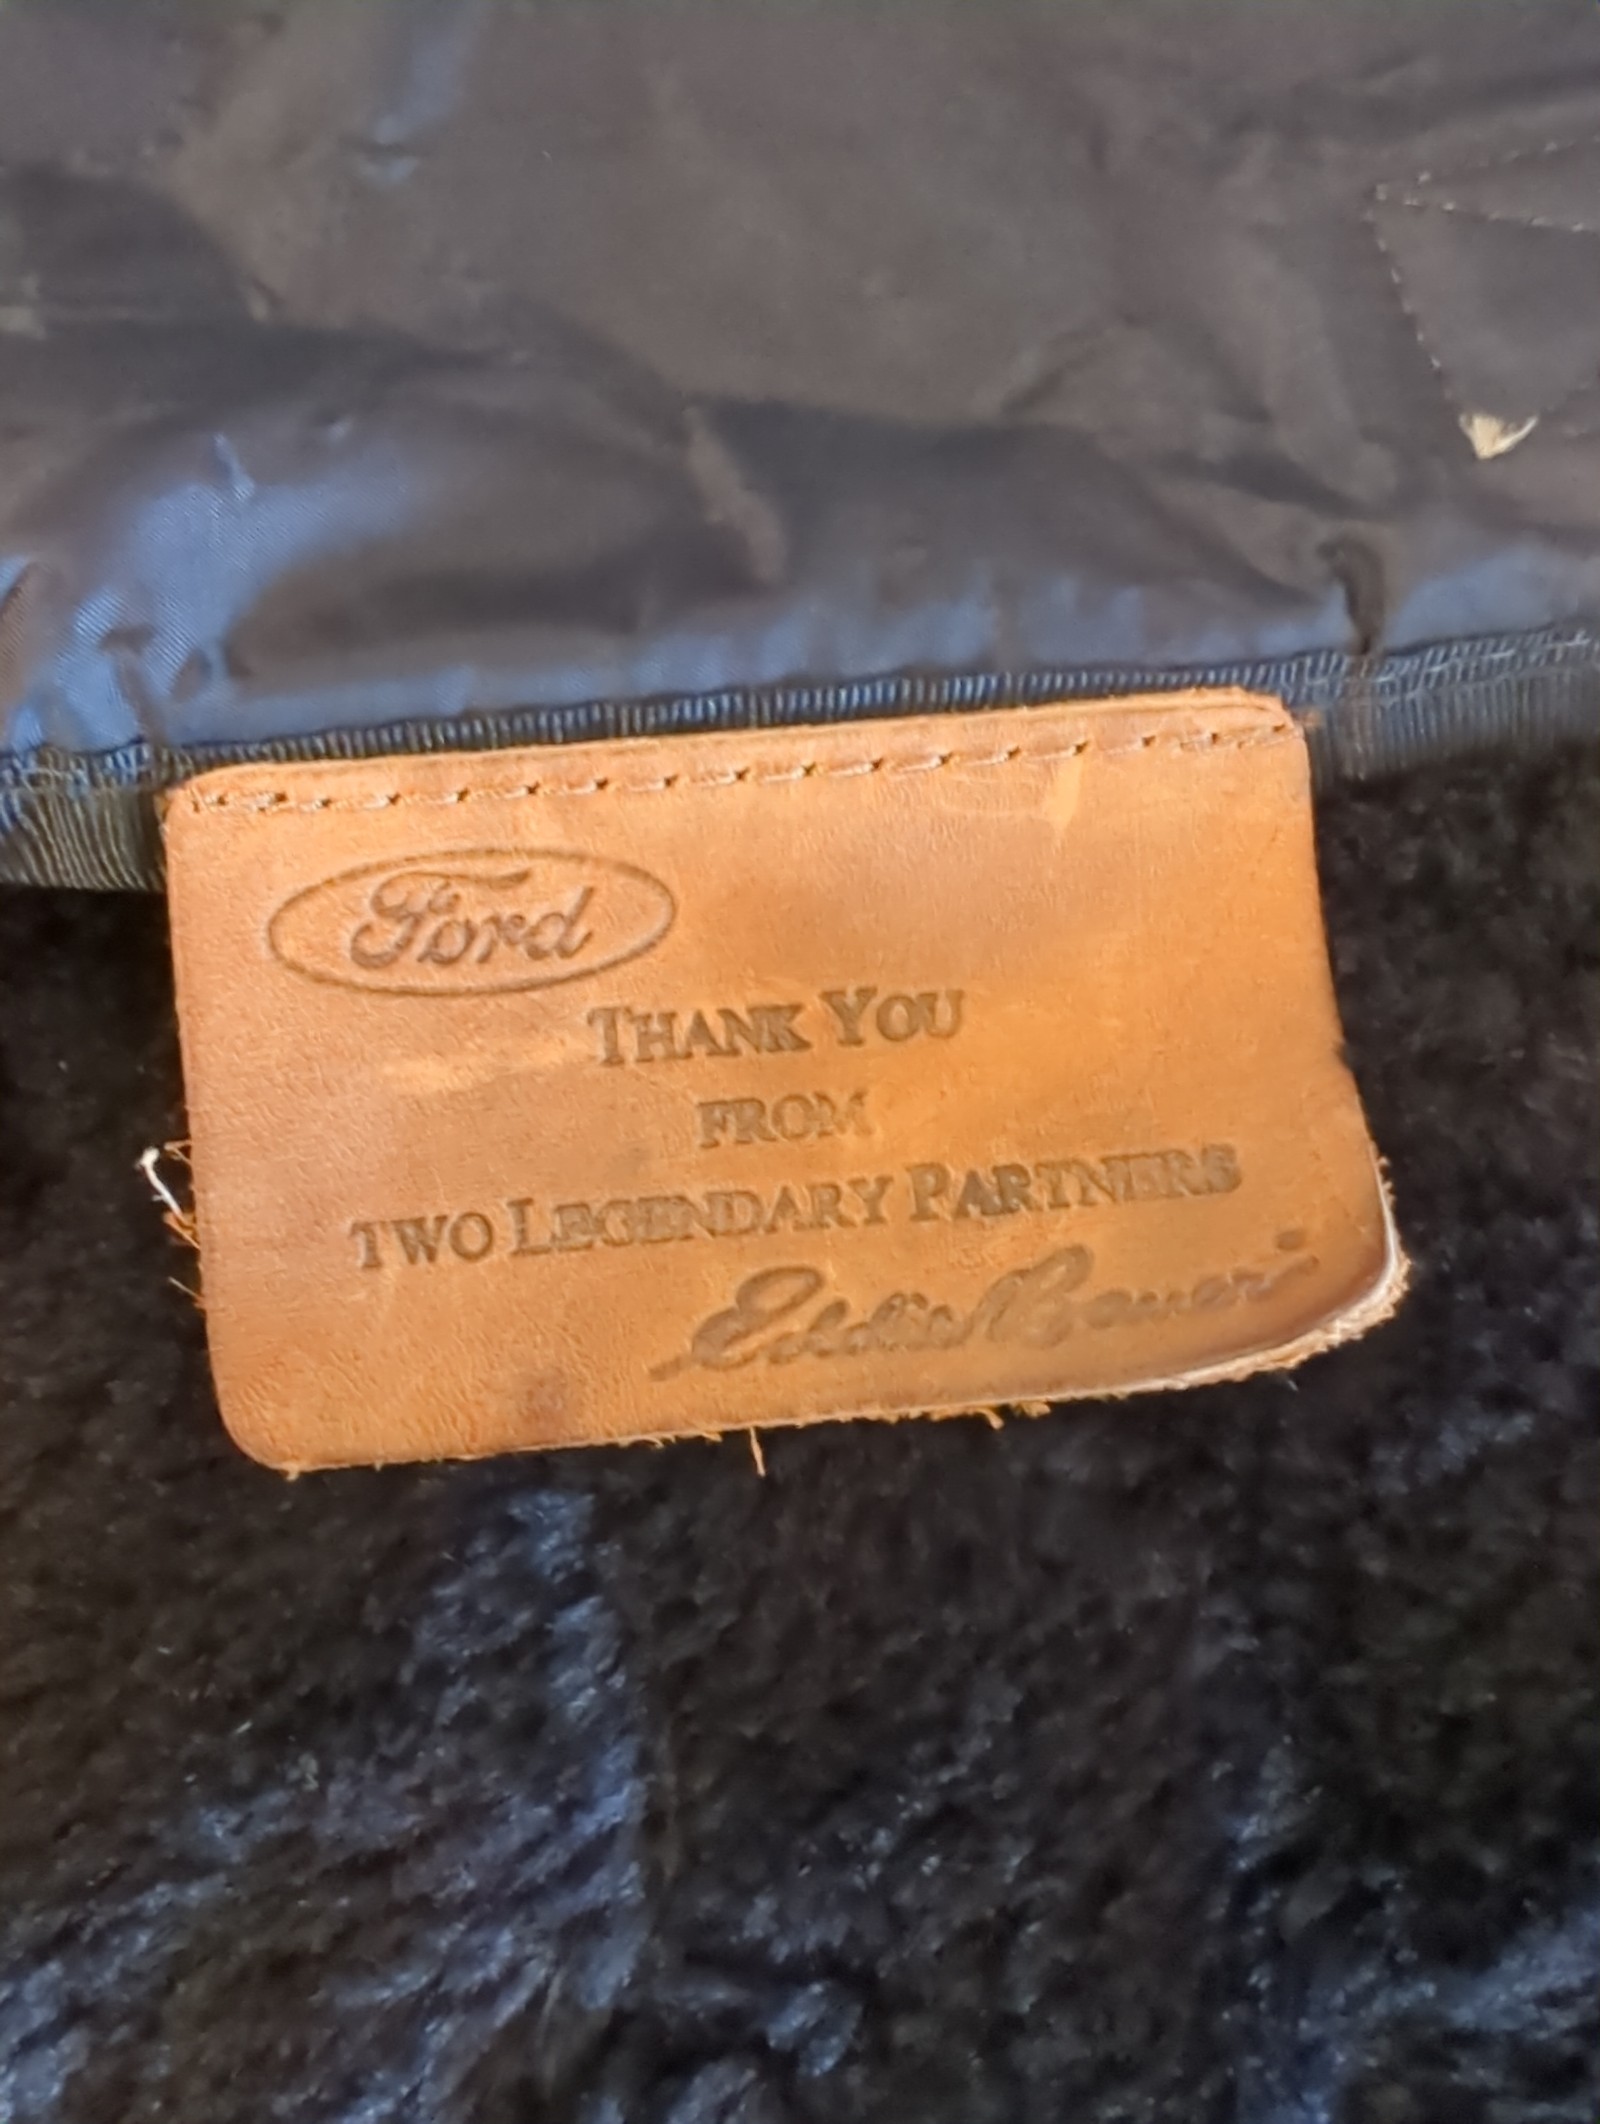 Ford
THANK YOU
FROM
TWO LEGENDARY PARTNERS
Eddie Bauer